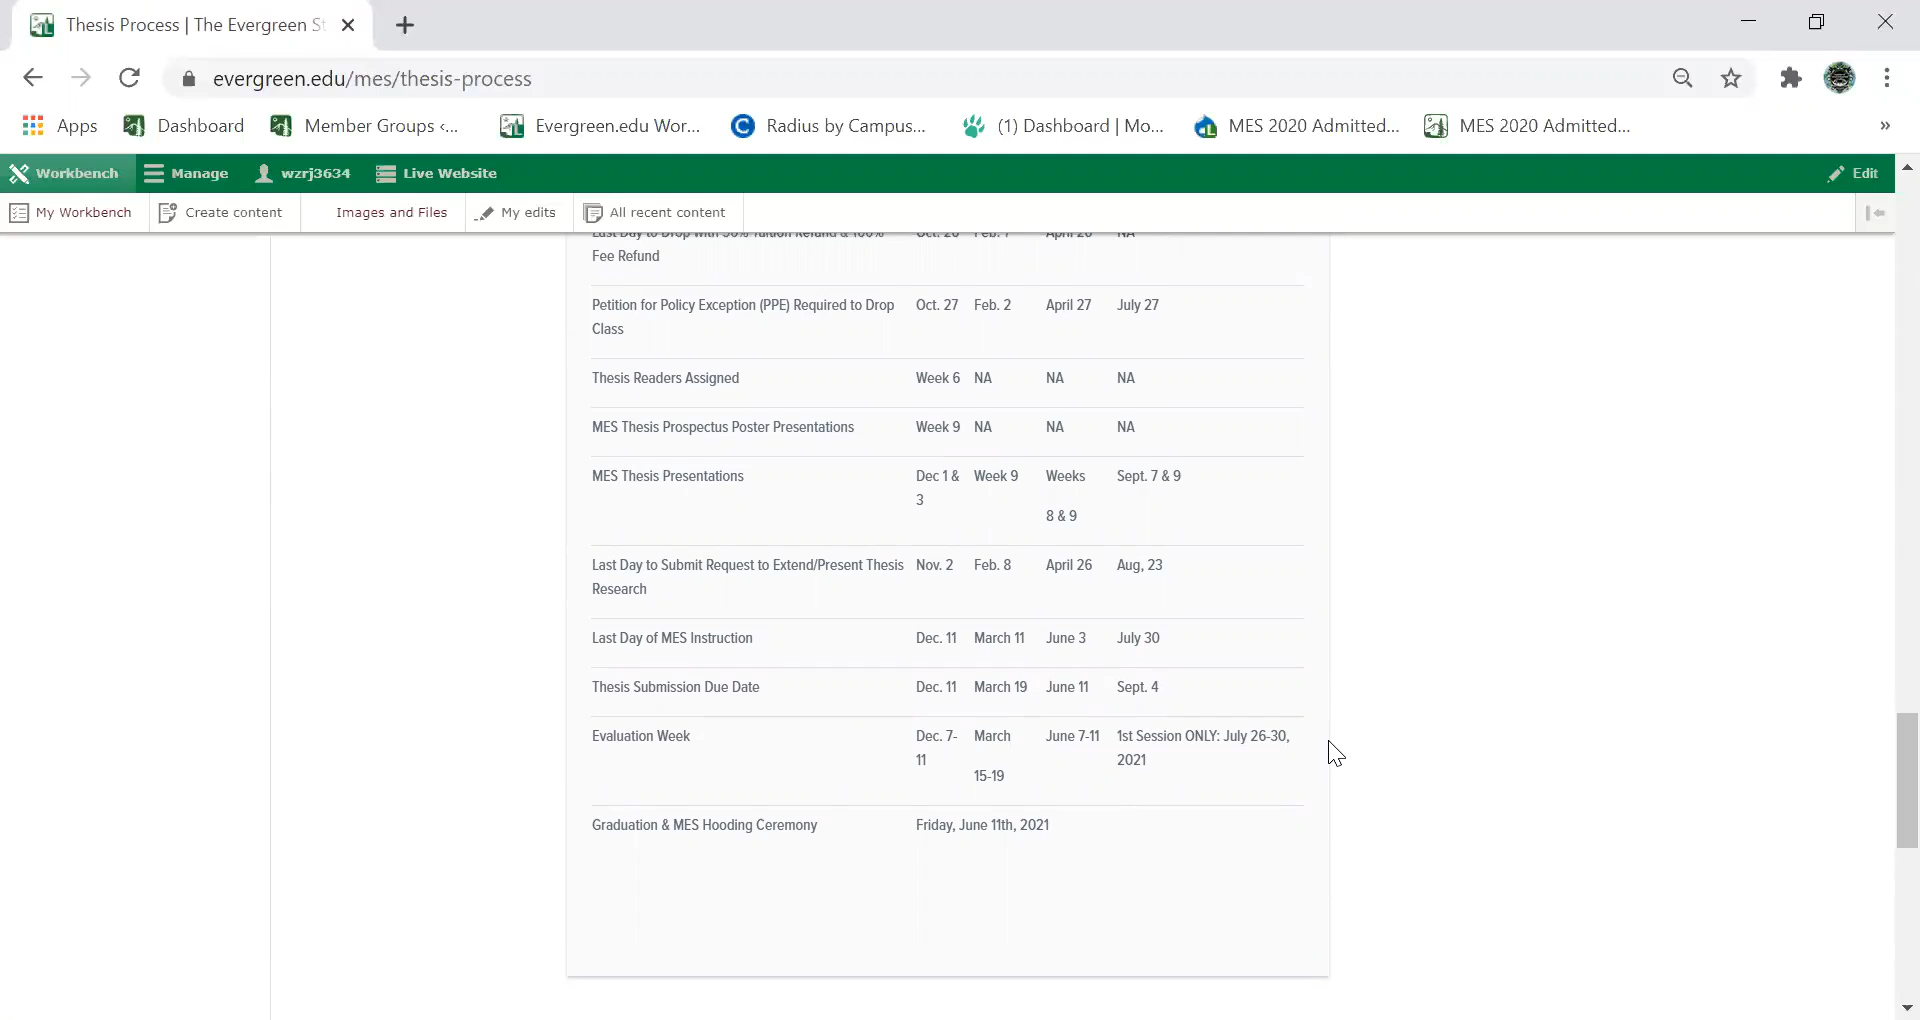 Thesis Process | The Evergreen St
evergreen.edu/mes/thesis-process
Apps Dashboard Member Groups <... Evergreen.edu Wor... Radius by Campus... (1) Dashboard | Mo... MES 2020 Admitted... MES 2020 Admitted... »
Workbench Manage wzrj3634 Live Website Edit
My Workbench Create content Images and Files My edits All recent content
Fee Refund
Petition for Policy Exception (PPE) Required to Drop Oct. 27 Feb. 2 April 27 July 27
Class
Thesis Readers Assigned Week 6 NA NA NA
MES Thesis Prospectus Poster Presentations Week 9 NA NA NA
MES Thesis Presentations Dec 1 & Week 9 Weeks Sept. 7 & 9
3
8 & 9
Last Day to Submit Request to Extend/Present Thesis Nov. 2 Feb. 8 April 26 Aug, 23
Research
Last Day of MES Instruction Dec. 11 March 11 June 3 July 30
Thesis Submission Due Date Dec. 11 March 19 June 11 Sept. 4
Evaluation Week Dec. 7- March June 7-11 1st Session ONLY: July 26-30,
11 2021
15-19
Graduation & MES Hooding Ceremony Friday, June 11th, 2021